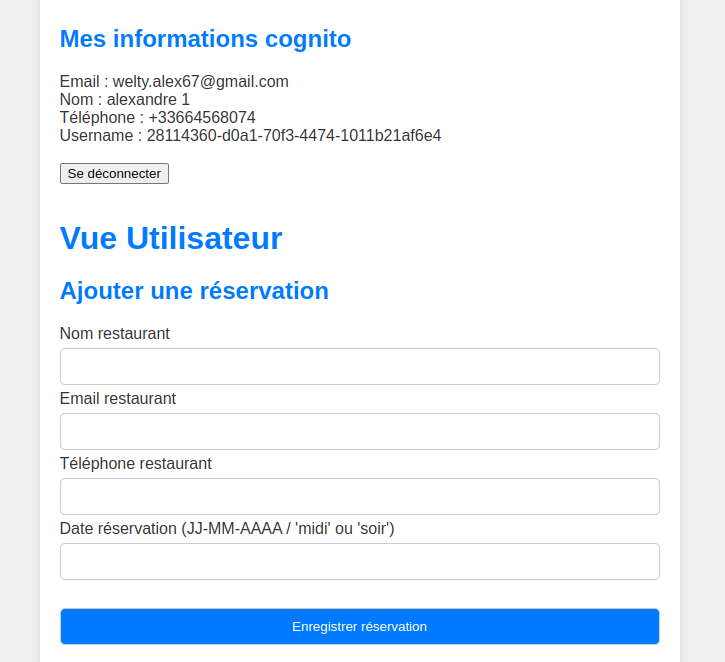 Mes informations cognito
Email : welty.alex67@gmail.com
Nom : alexandre 1
Téléphone : +33664568074
Username : 28114360-d0a1-70f3-4474-1011b21af6e4
Se déconnecter
Vue Utilisateur
Ajouter une réservation
Nom restaurant
Email restaurant
Téléphone restaurant
Date réservation (JJ-MM-AAAA / 'midi' ou 'soir')
Enregistrer réservation